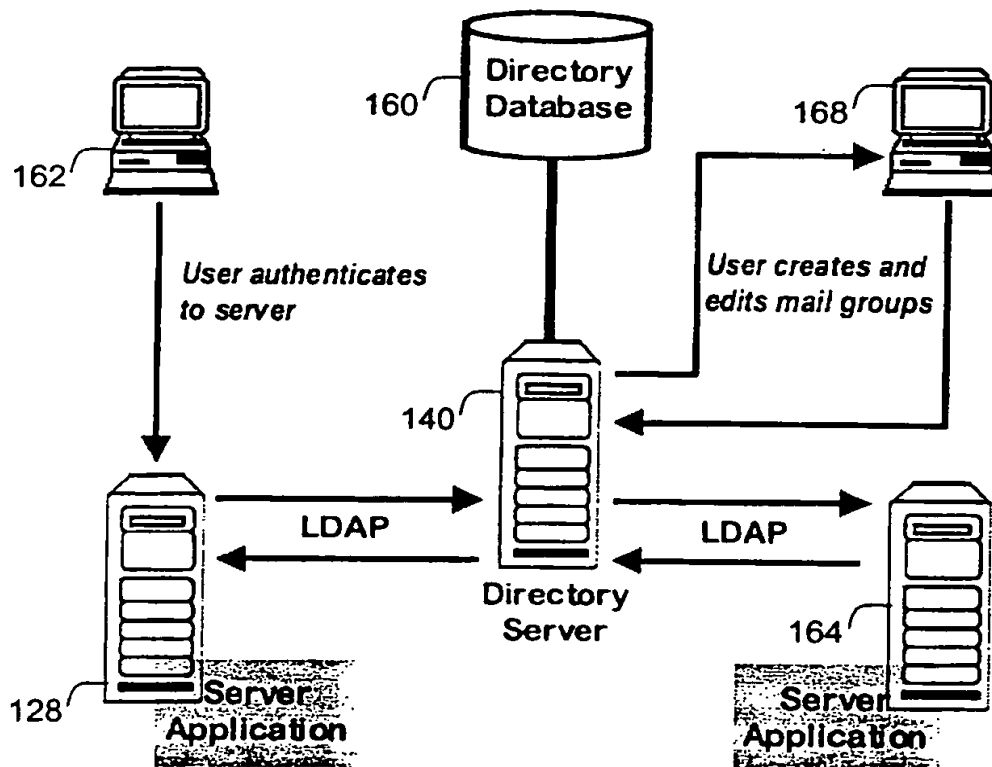 Directory
Database
160
162
168
User authenticates
to server
User creates and
edits mail groups
140
LDAP
LDAP
Directory
Server
128
Server
Application
164
Server
Application